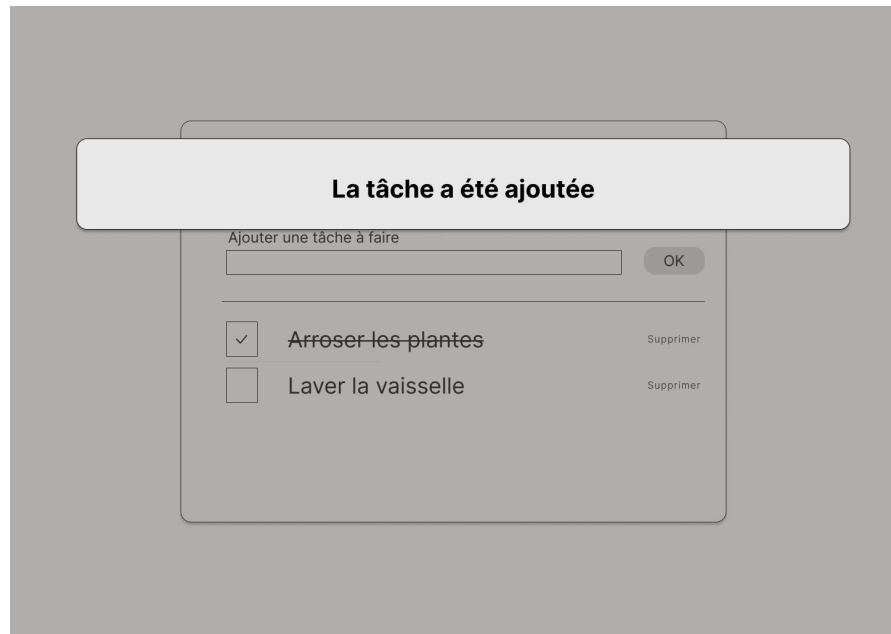 La tâche a été ajoutée
Ajouter une tâche à faire
OK
Arroser les plantes
Supprimer
Laver la vaisselle
Supprimer